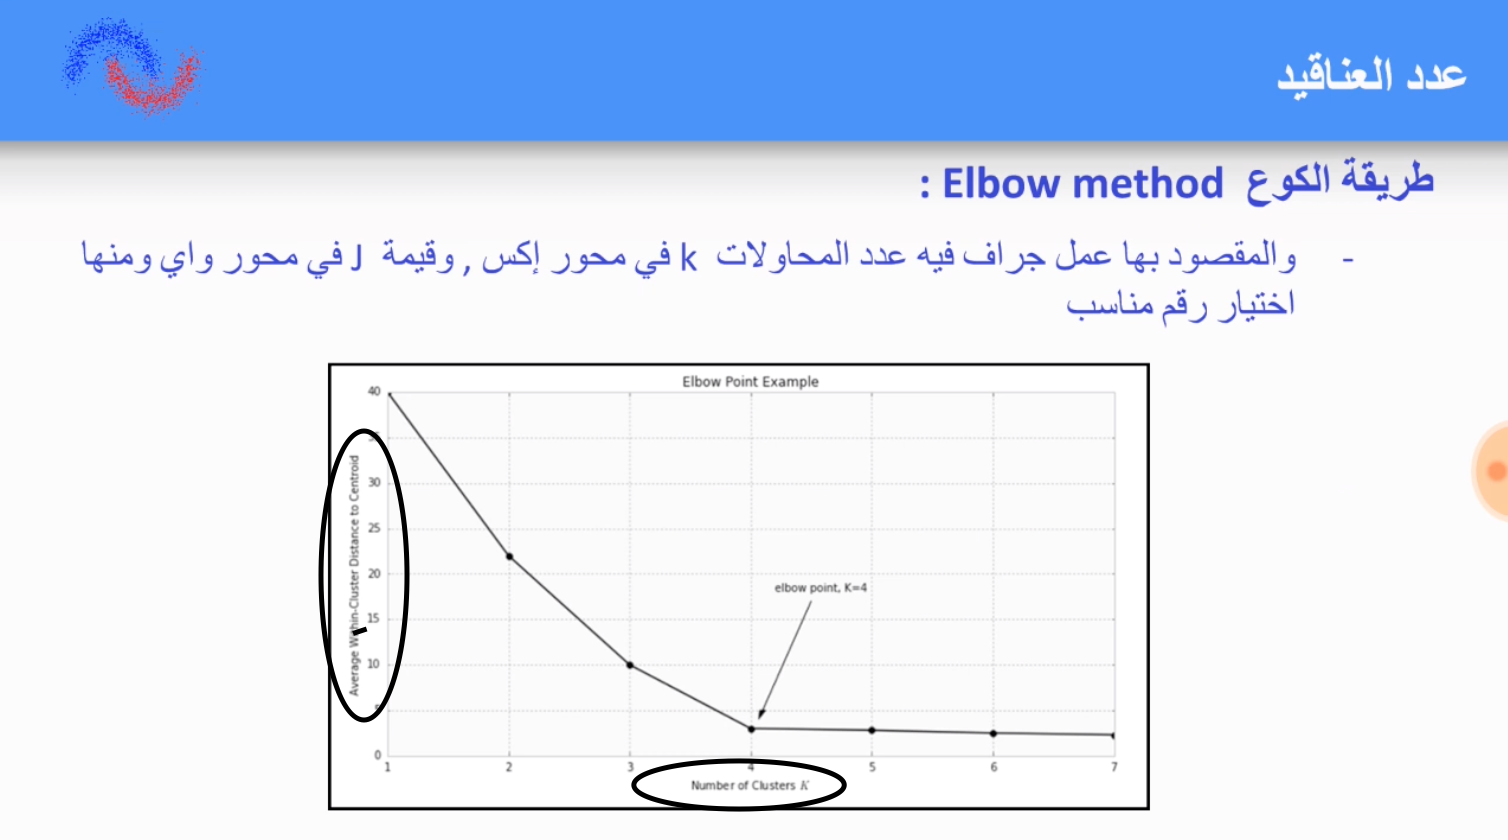 عدد العناقيد
طريقة الكوع Elbow method :
- والمقصود بها عمل جراف فيه عدد المحاولات k في محور إكس , وقيمة J في محور واي ومنها
اختيار رقم مناسب
Elbow Point Example
40
30
25
20
15
10
0
Average Within-Cluster Distance to Centroid
elbow point, K=4
1 2 3 4 5 6 7
Number of Clusters K